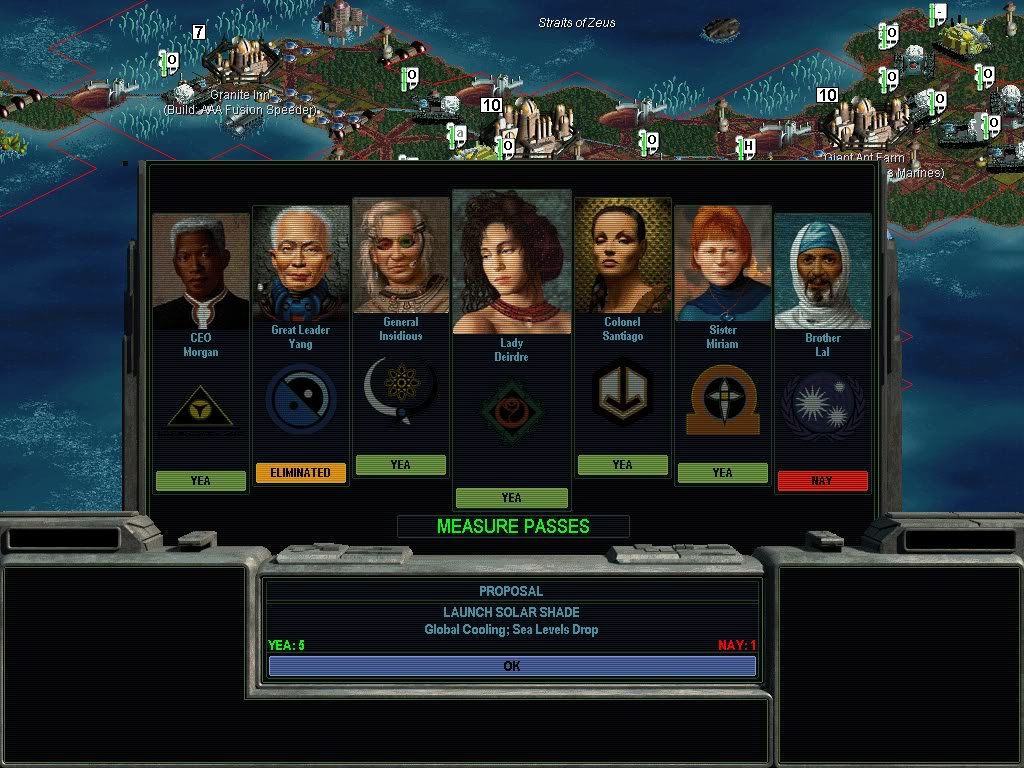 Straits of Zeus
7
O
O
Granite Inn
(Build: AAA Fusion Speeder)
O
10
a
O
O
H
10
O
O
O
O
O
Giant Ant Farm
s Marines)
CEO
Morgan
Great Leader
Yang
General
Insidious
Lady
Deirdre
Colonel
Santiago
Sister
Miriam
Brother
Lal
YEA
ELIMINATED
YEA
YEA
YEA
YEA
NAY
MEASURE PASSES
PROPOSAL
LAUNCH SOLAR SHADE
Global Cooling; Sea Levels Drop
YEA: 5
NAY: 1
OK